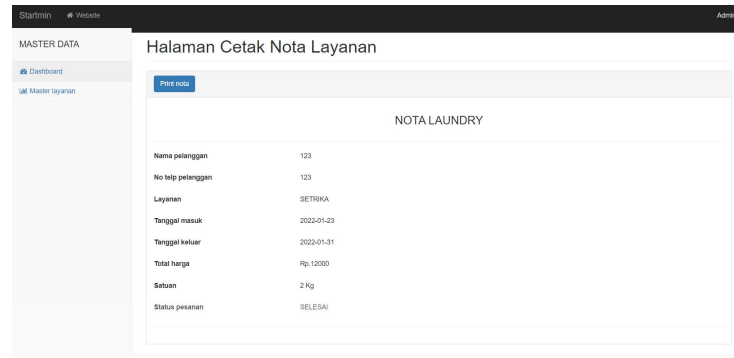 Startmin Website Admin
MASTER DATA
Dashboard
Master layanan
Halaman Cetak Nota Layanan
Print nota
NOTA LAUNDRY
Nama pelanggan 123
No telp pelanggan 123
Layanan SETRIKA
Tanggal masuk 2022-01-23
Tanggal keluar 2022-01-31
Total harga Rp.12000
Satuan 2 Kg
Status pesanan SELESAI